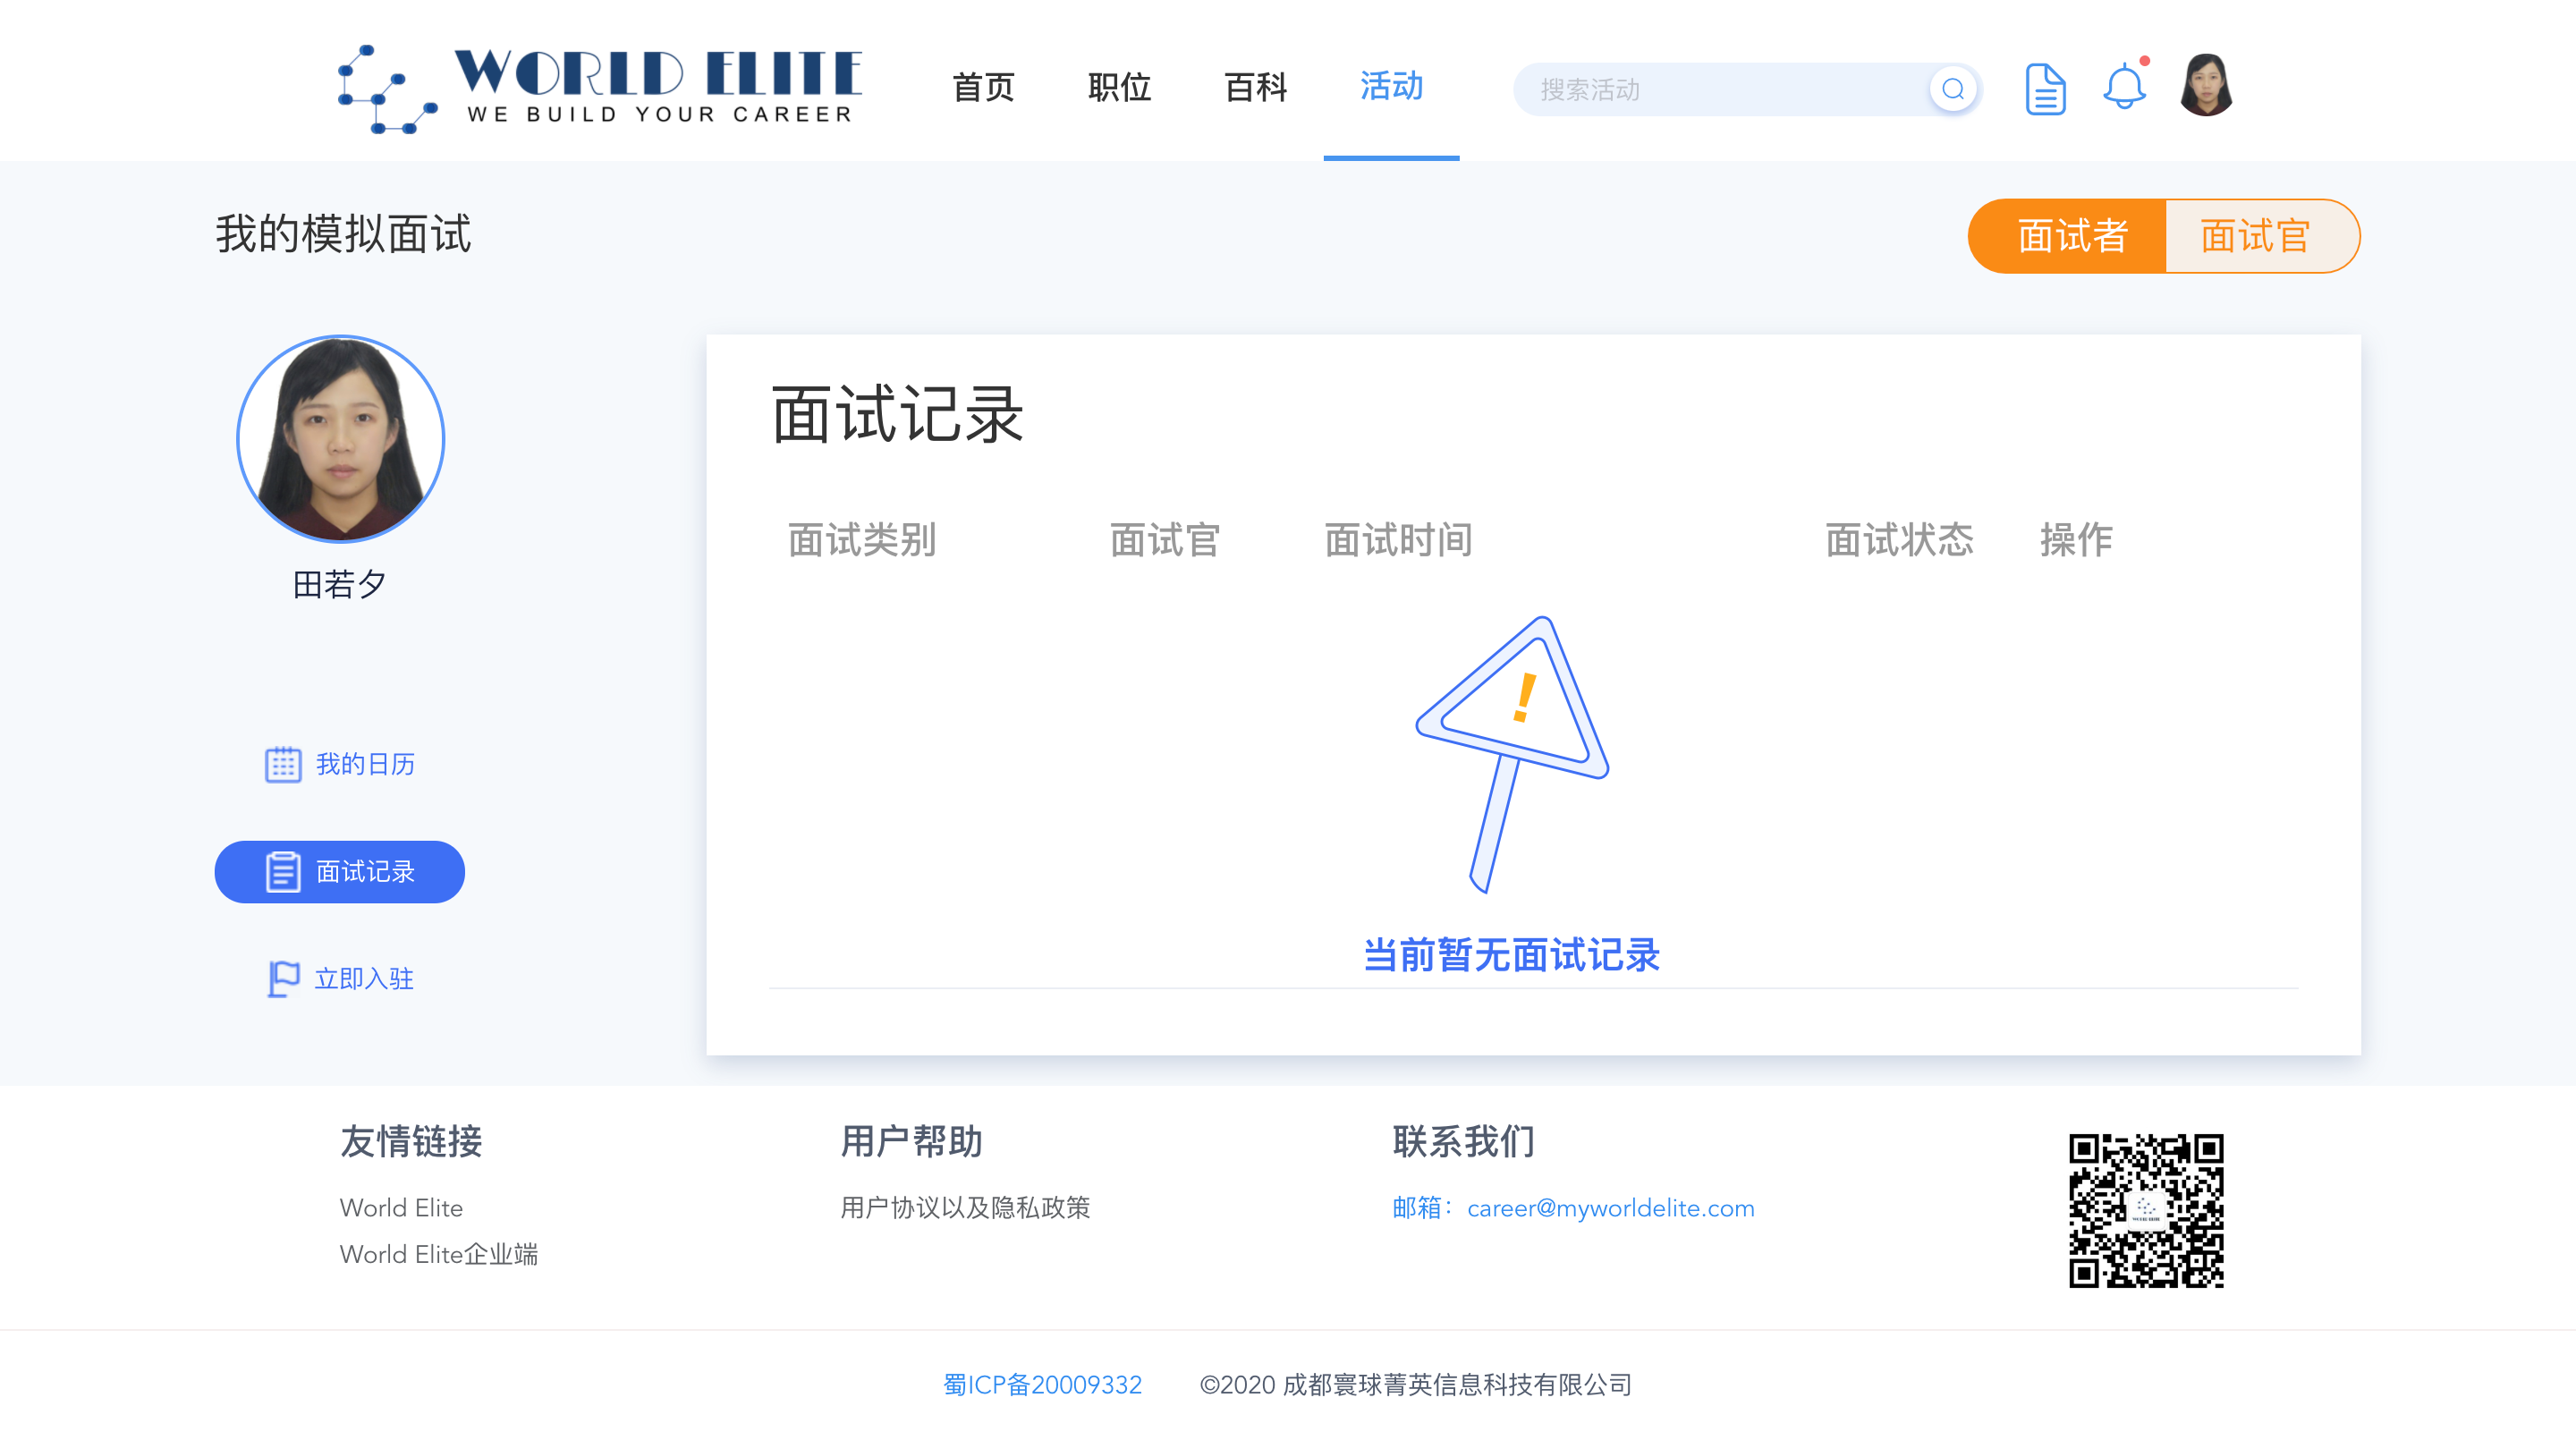 WORLD ELITE
WE BUILD YOUR CAREER
首页 职位 百科 活动 搜索活动
我的模拟面试
面试者 面试官
田若夕
我的日历
面试记录
立即入驻
面试记录
面试类别 面试官 面试时间 面试状态 操作
!
当前暂无面试记录
友情链接
World Elite
World Elite企业端
用户帮助
用户协议以及隐私政策
联系我们
邮箱：career@myworldelite.com
WORLD ELITE
蜀ICP备20009332 ©2020 成都寰球菁英信息科技有限公司